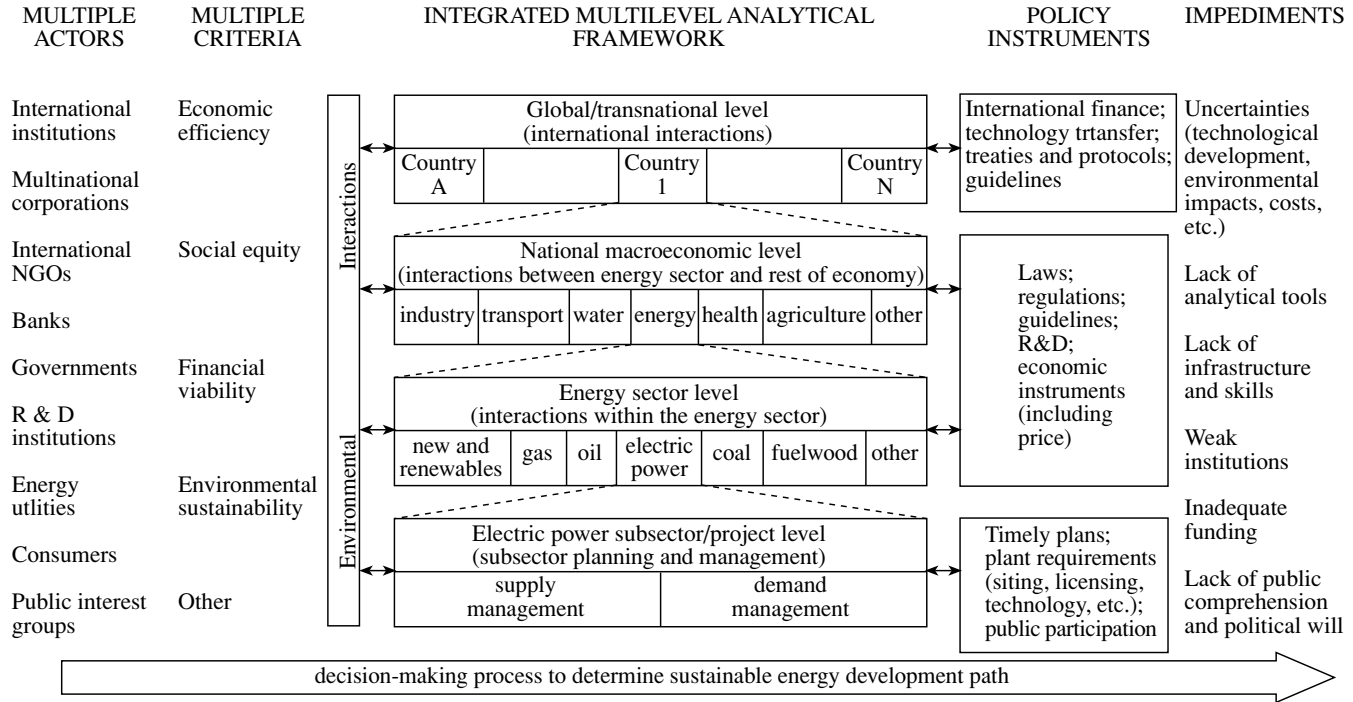 MULTIPLE
ACTORS
MULTIPLE
CRITERIA
INTEGRATED MULTILEVEL ANALYTICAL
FRAMEWORK
POLICY
INSTRUMENTS
IMPEDIMENTS
International
institutions
Multinational
corporations
International
NGOs
Banks
Governments
R & D
institutions
Energy
utlities
Consumers
Public interest
groups
Economic
efficiency
Social equity
Financial
viability
Environmental
sustainability
Other
Interactions
Environmental
Global/transnational level
(international interactions)
Country
A
Country
1
Country
N
National macroeconomic level
(interactions between energy sector and rest of economy)
industry
transport
water
energy
health
agriculture
other
Energy sector level
(interactions within the energy sector)
new and
renewables
gas
oil
electric
power
coal
fuelwood
other
Electric power subsector/project level
(subsector planning and management)
supply
management
demand
management
International finance;
technology trtansfer;
treaties and protocols;
guidelines
Laws;
regulations;
guidelines;
R&D;
economic
instruments
(including
price)
Timely plans;
plant requirements
(siting, licensing,
technology, etc.);
public participation
Uncertainties
(technological
development,
environmental
impacts, costs,
etc.)
Lack of
analytical tools
Lack of
infrastructure
and skills
Weak
institutions
Inadequate
funding
Lack of public
comprehension
and political will
decision-making process to determine sustainable energy development path